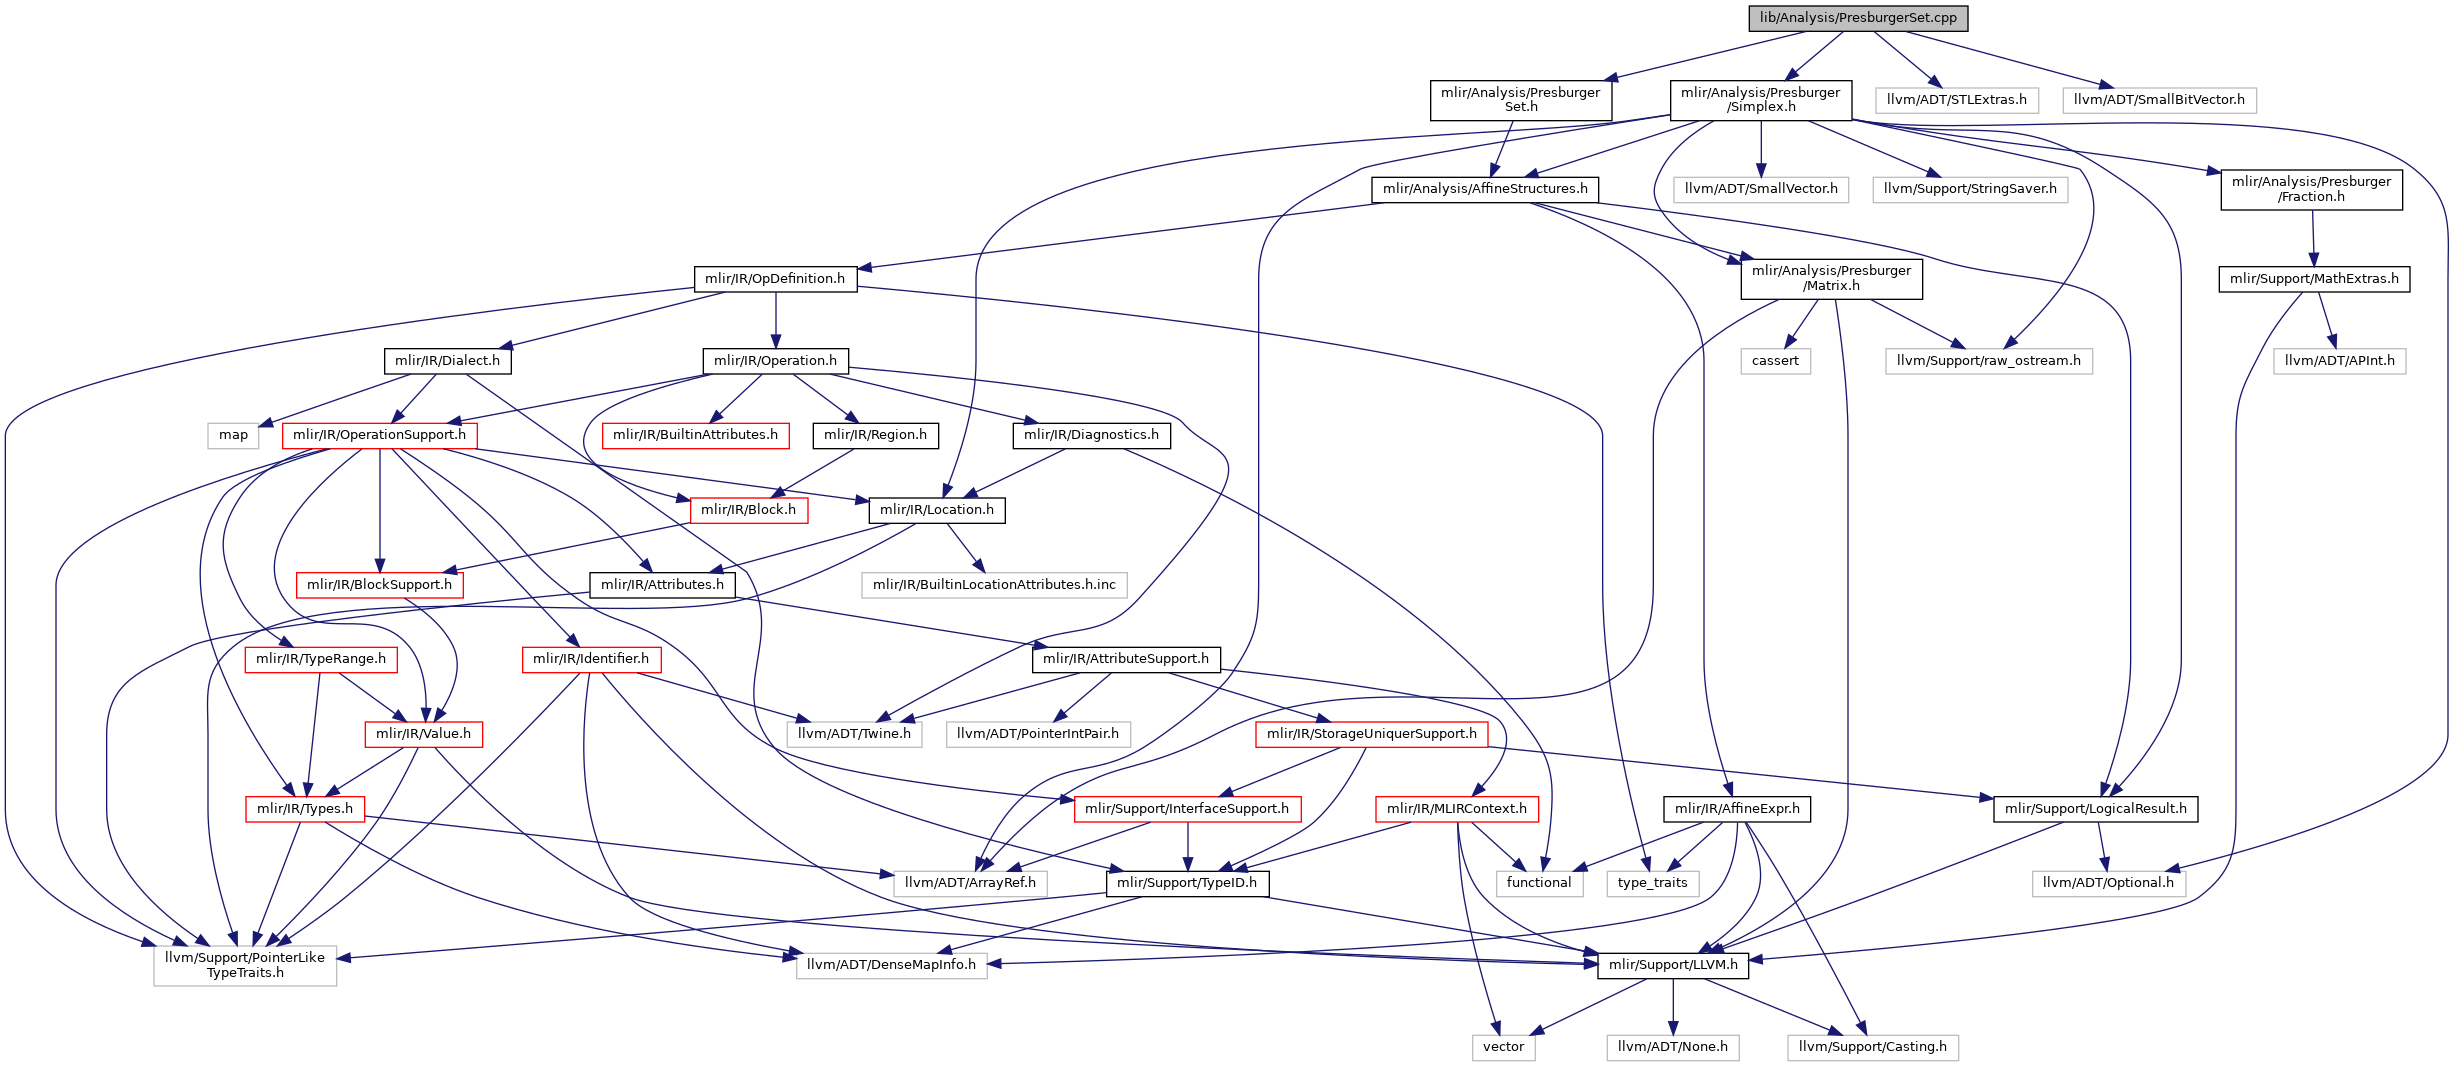 lib/Analysis/PresburgerSet.cpp
mlir/Analysis/Presburger
Set.h
mlir/Analysis/Presburger
/Simplex.h
llvm/ADT/STLExtras.h
llvm/ADT/SmallBitVector.h
mlir/Analysis/AffineStructures.h
llvm/ADT/SmallVector.h
llvm/Support/StringSaver.h
mlir/Analysis/Presburger
/Fraction.h
mlir/IR/OpDefinition.h
mlir/Analysis/Presburger
/Matrix.h
mlir/Support/MathExtras.h
mlir/IR/Dialect.h
mlir/IR/Operation.h
cassert
llvm/Support/raw_ostream.h
llvm/ADT/APInt.h
map
mlir/IR/OperationSupport.h
mlir/IR/BuiltinAttributes.h
mlir/IR/Region.h
mlir/IR/Diagnostics.h
mlir/IR/Block.h
mlir/IR/Location.h
mlir/IR/BlockSupport.h
mlir/IR/Attributes.h
mlir/IR/BuiltinLocationAttributes.h.inc
mlir/IR/TypeRange.h
mlir/IR/Identifier.h
mlir/IR/AttributeSupport.h
mlir/IR/Value.h
llvm/ADT/Twine.h
llvm/ADT/PointerIntPair.h
mlir/IR/StorageUniquerSupport.h
mlir/IR/Types.h
mlir/Support/InterfaceSupport.h
mlir/IR/MLIRContext.h
mlir/IR/AffineExpr.h
mlir/Support/LogicalResult.h
llvm/ADT/ArrayRef.h
mlir/Support/TypeID.h
functional
type_traits
llvm/ADT/Optional.h
llvm/Support/PointerLike
TypeTraits.h
llvm/ADT/DenseMapInfo.h
mlir/Support/LLVM.h
vector
llvm/ADT/None.h
llvm/Support/Casting.h